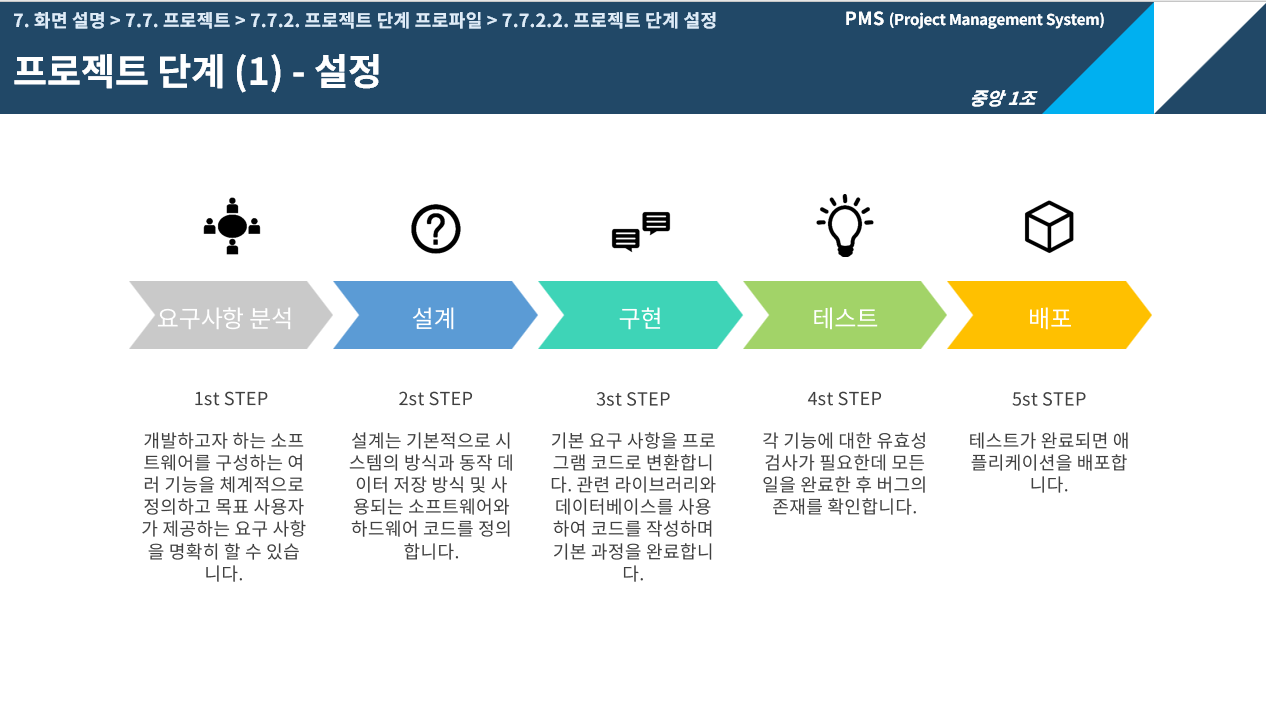 7. 화면 설명 > 7.7. 프로젝트 > 7.7.2. 프로젝트 단계 프로파일 > 7.7.2.2. 프로젝트 단계 설정
PMS (Project Management System)
프로젝트 단계 (1) - 설정
중앙 1조
요구사항 분석
설계
구현
테스트
배포
1st STEP
2st STEP
3st STEP
4st STEP
5st STEP
개발하고자 하는 소프
트웨어를 구성하는 여
러 기능을 체계적으로
정의하고 목표 사용자
가 제공하는 요구 사항
을 명확히 할 수 있습
니다.
설계는 기본적으로 시
스템의 방식과 동작 데
이터 저장 방식 및 사
용되는 소프트웨어와
하드웨어 코드를 정의
합니다.
기본 요구 사항을 프로
그램 코드로 변환합니
다. 관련 라이브러리와
데이터베이스를 사용
하여 코드를 작성하며
기본 과정을 완료합니
다.
각 기능에 대한 유효성
검사가 필요한데 모든
일을 완료한 후 버그의
존재를 확인합니다.
테스트가 완료되면 애
플리케이션을 배포합
니다.